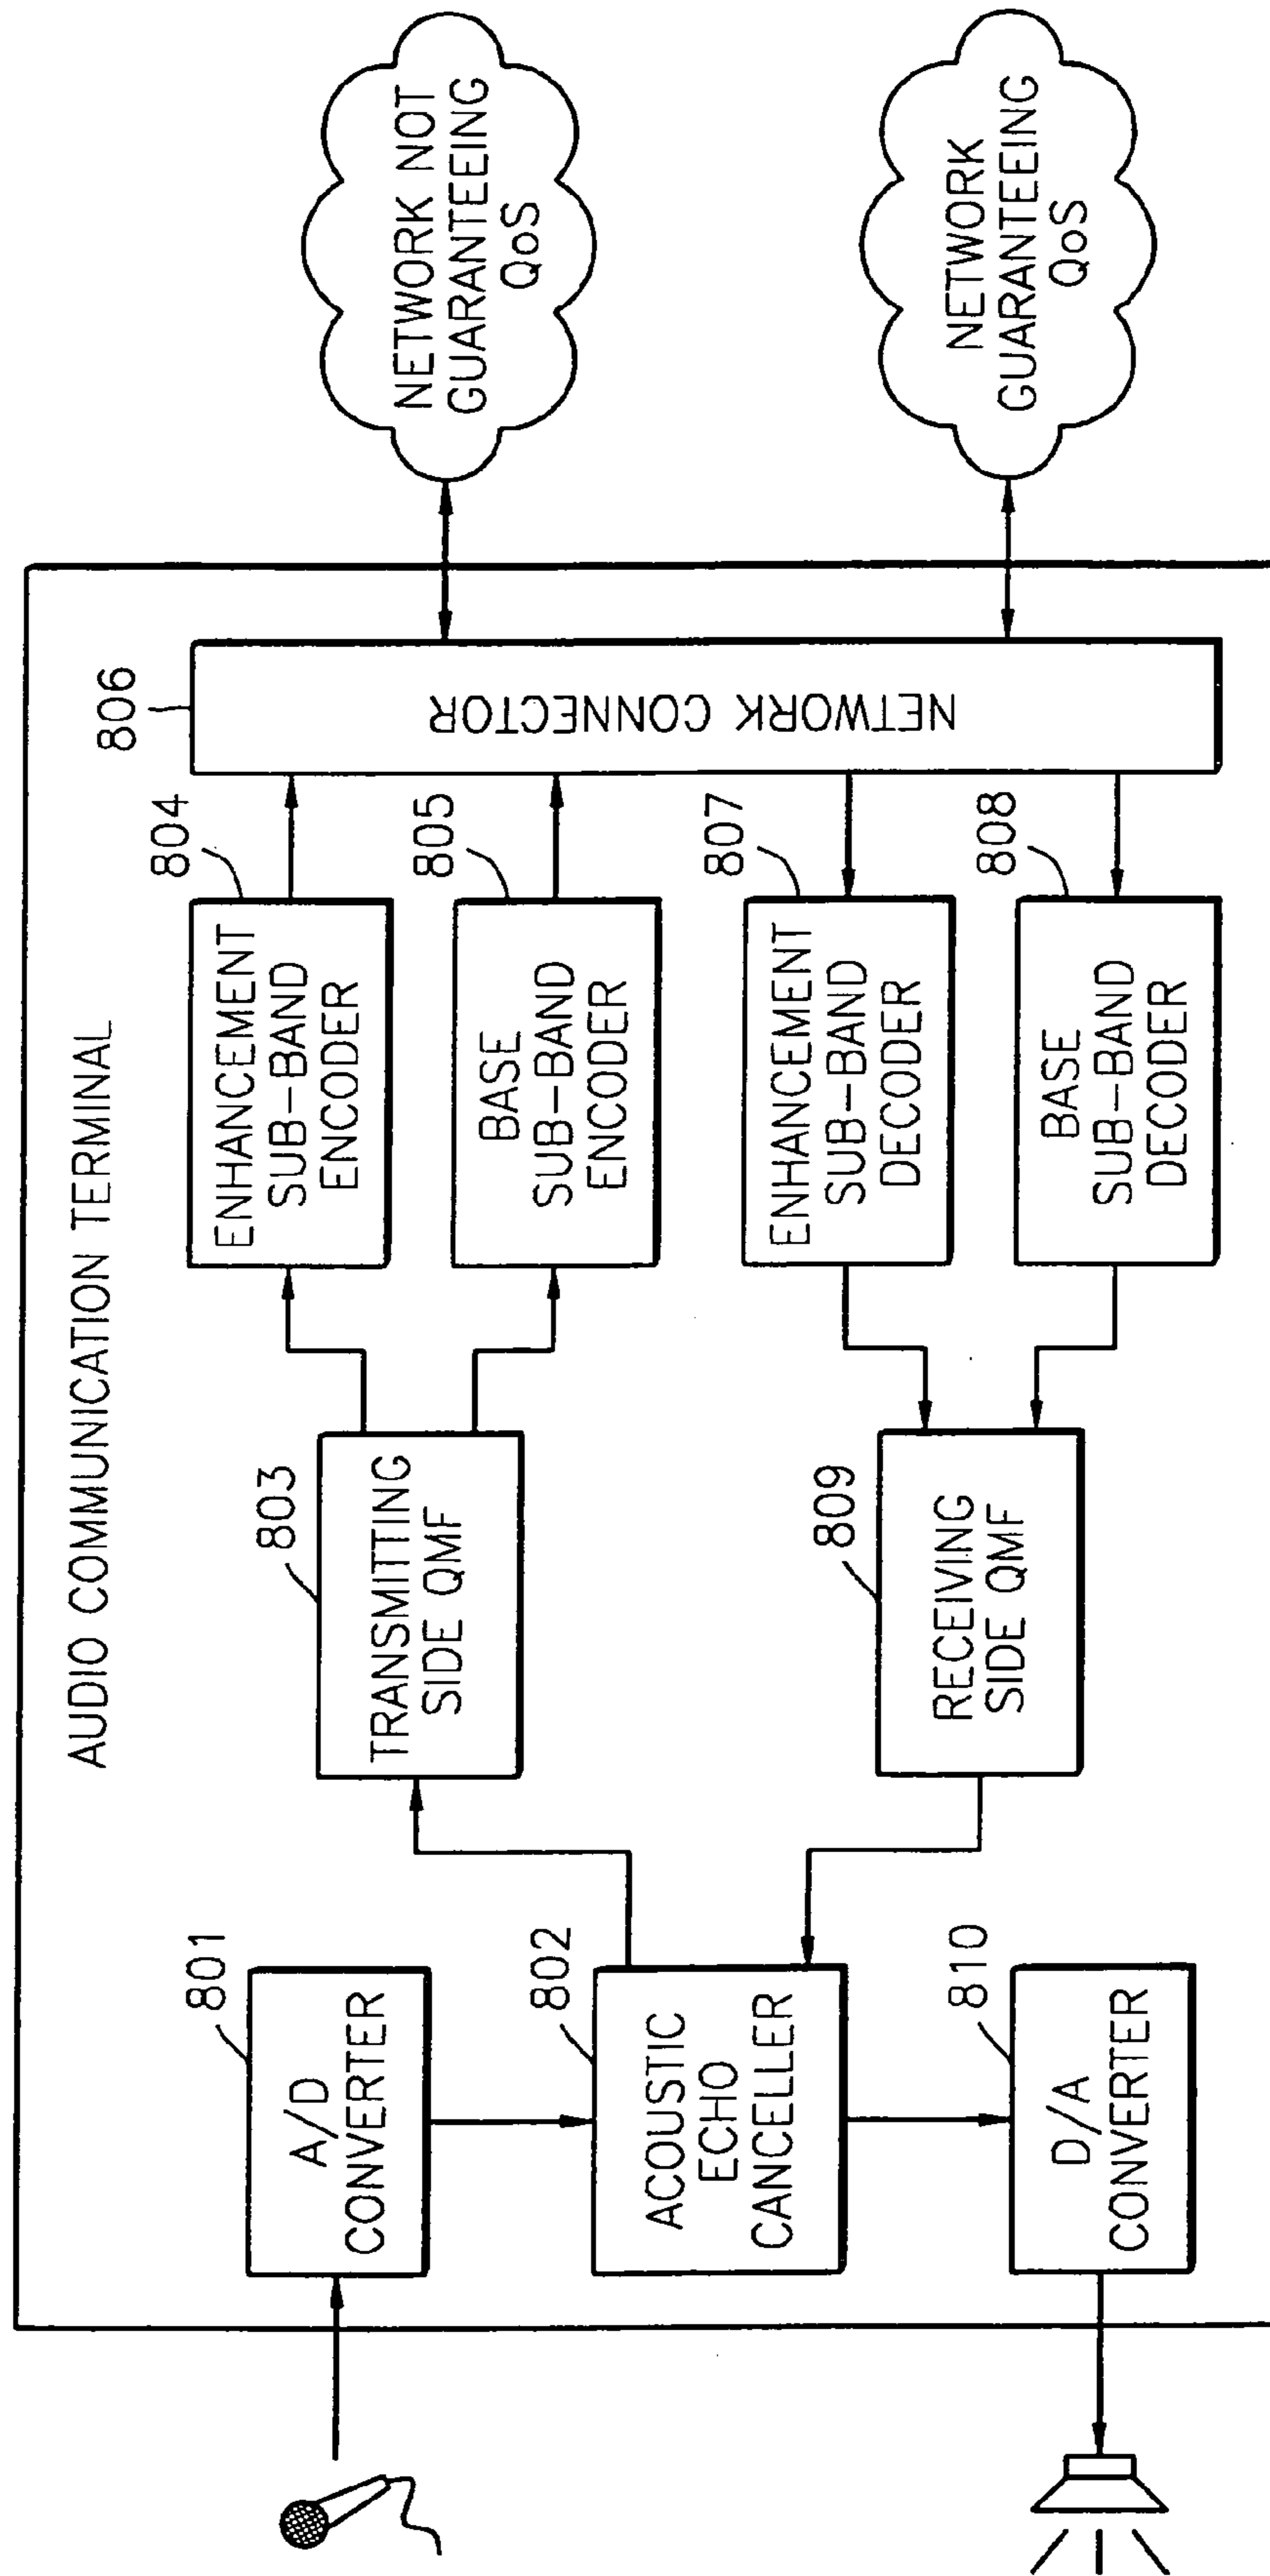 AUDIO COMMUNICATION TERMINAL
801
A/D
CONVERTER
802
ACOUSTIC
ECHO
CANCELLER
810
D/A
CONVERTER
803
TRANSMITTING
SIDE QMF
809
RECEIVING
SIDE QMF
804
ENHANCEMENT
SUB-BAND
ENCODER
805
BASE
SUB-BAND
ENCODER
807
ENHANCEMENT
SUB-BAND
DECODER
808
BASE
SUB-BAND
DECODER
806
NETWORK CONNECTOR
NETWORK NOT
GUARANTEEING
QoS
NETWORK
GUARANTEEING
QoS